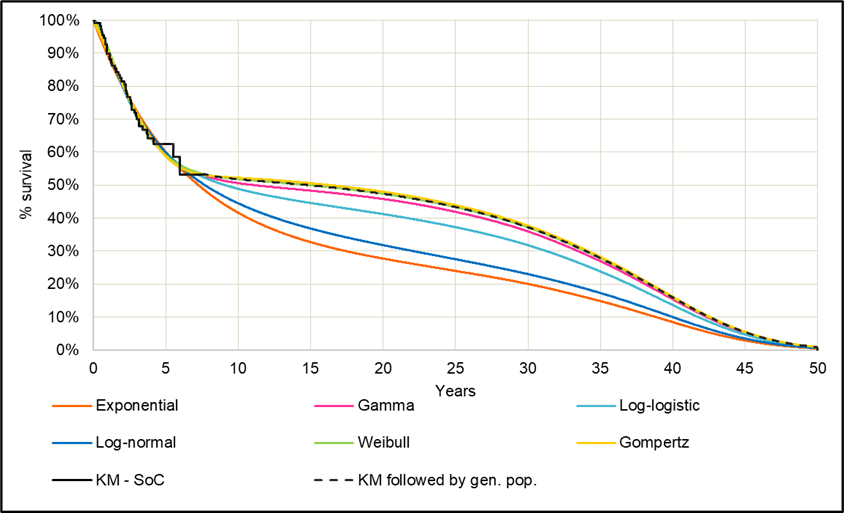 100%
90%
80%
70%
60%
50%
40%
30%
20%
10%
0%
% survival
0 5 10 15 20 25 30 35 40 45 50
Years
Exponential Gamma Log-logistic
Log-normal Weibull Gompertz
KM - SoC KM followed by gen. pop.